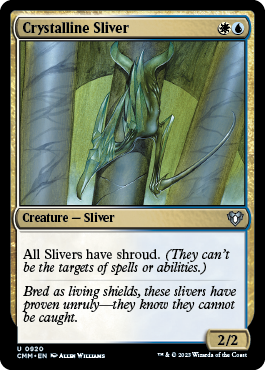 Crystalline Sliver
Creature — Sliver
All Slivers have shroud. (They can't
be the targets of spells or abilities.)
Bred as living shields, these slivers have
proven unruly—they know they cannot
be caught.
2/2
U 0920
CMM • EN Allen Williams
™ & © 2023 Wizards of the Coast